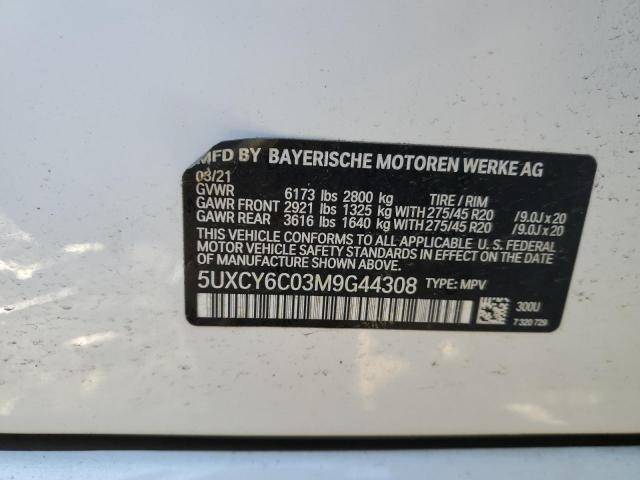 MFD BY BAYERISCHE MOTOREN WERKE AG
03/21
GVWR 6173 lbs 2800 kg TIRE / RIM
GAWR FRONT 2921 lbs 1325 kg WITH 275/45 R20 /9.0J x 20
GAWR REAR 3616 lbs 1640 kg WITH 275/45 R20 /9.0J x 20
THIS VEHICLE CONFORMS TO ALL APPLICABLE U. S. FEDERAL
MOTOR VEHICLE SAFETY STANDARDS IN EFFECT ON THE
DATE OF MANUFACTURE SHOWN ABOVE.
5UXCY6C03M9G44308 TYPE: MPV
300U
7 320 729